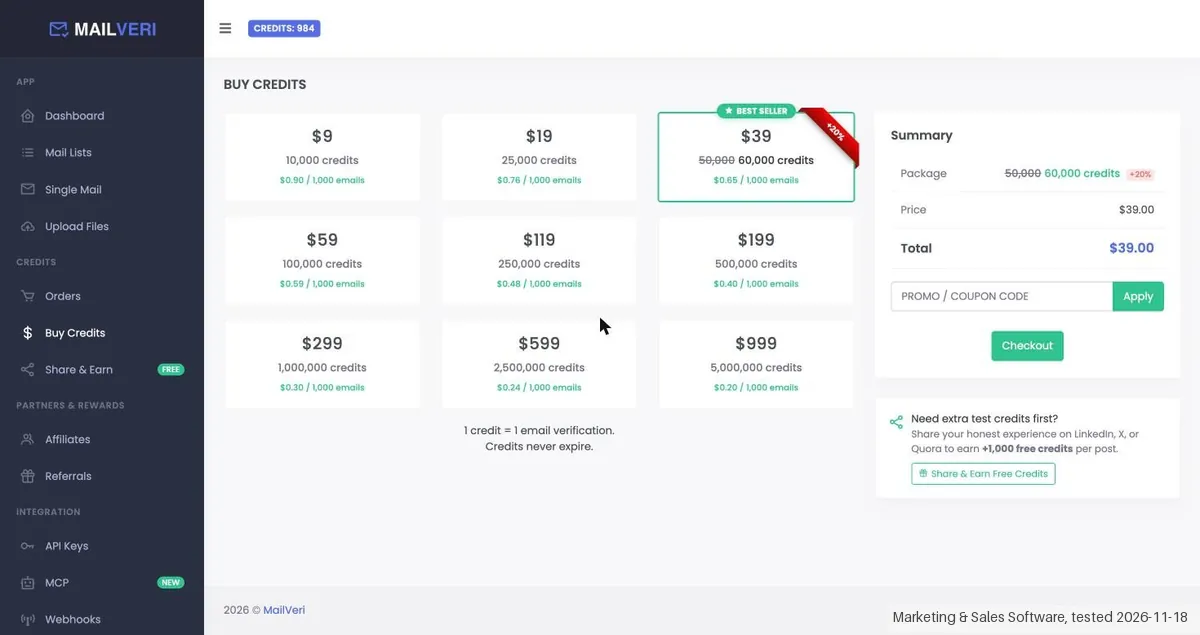 MAILVERI
CREDITS: 984
APP
Dashboard
Mail Lists
Single Mail
Upload Files
CREDITS
Orders
$ Buy Credits
Share & Earn FREE
PARTNERS & REWARDS
Affiliates
Referrals
INTEGRATION
API Keys
MCP NEW
Webhooks
BUY CREDITS
$9
10,000 credits
$0.90 / 1,000 emails
$19
25,000 credits
$0.76 / 1,000 emails
★ BEST SELLER
+20%
$39
50,000 60,000 credits
$0.65 / 1,000 emails
$59
100,000 credits
$0.59 / 1,000 emails
$119
250,000 credits
$0.48 / 1,000 emails
$199
500,000 credits
$0.40 / 1,000 emails
$299
1,000,000 credits
$0.30 / 1,000 emails
$599
2,500,000 credits
$0.24 / 1,000 emails
$999
5,000,000 credits
$0.20 / 1,000 emails
1 credit = 1 email verification.
Credits never expire.
Summary
Package 50,000 60,000 credits +20%
Price $39.00
Total $39.00
PROMO / COUPON CODE Apply
Checkout
Need extra test credits first?
Share your honest experience on LinkedIn, X, or
Quora to earn +1,000 free credits per post.
Share & Earn Free Credits
2026 © MailVeri
Marketing & Sales Software, tested 2026-11-18